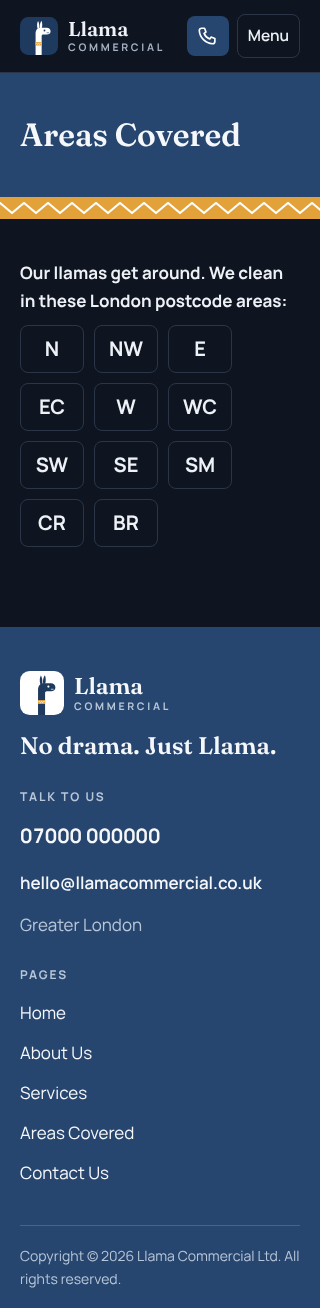 Llama
COMMERCIAL
Menu
Areas Covered
Our llamas get around. We clean
in these London postcode areas:
N
NW
E
EC
W
WC
SW
SE
SM
CR
BR
Llama
COMMERCIAL
No drama. Just Llama.
TALK TO US
07000 000000
hello@llamacommercial.co.uk
Greater London
PAGES
Home
About Us
Services
Areas Covered
Contact Us
Copyright © 2026 Llama Commercial Ltd. All
rights reserved.